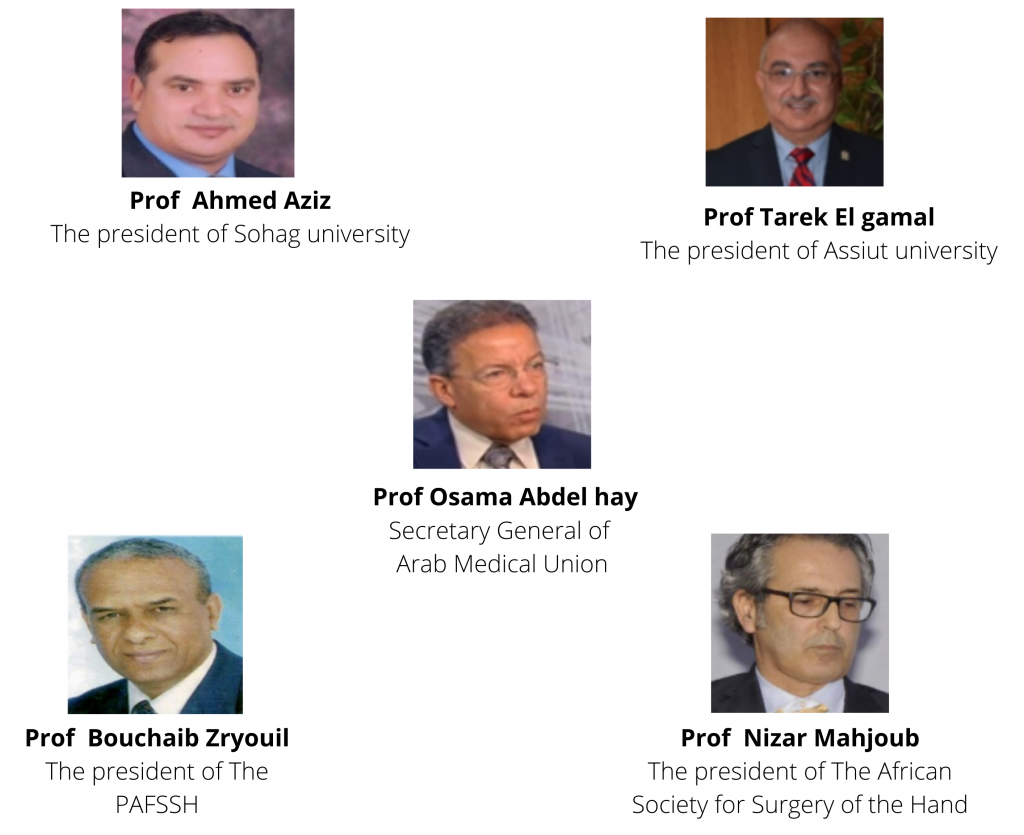 Prof  Ahmed Aziz
The president of Sohag university
Prof Tarek El gamal
The president of Assiut university
Prof Osama Abdel hay
Secretary General of
Arab Medical Union
Prof  Bouchaib Zryouil
The president of The
PAFSSH
Prof  Nizar Mahjoub
The president of The African
Society for Surgery of the Hand